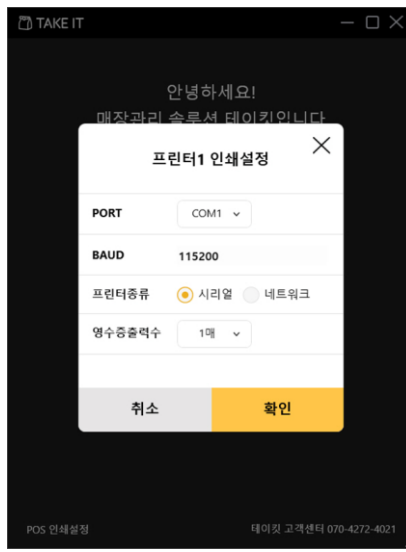 TAKE IT
안녕하세요!
매장관리 솔루션 테이킷입니다
프린터1 인쇄설정
PORT COM1
BAUD 115200
프린터종류 시리얼 네트워크
영수증출력수 1매
취소 확인
POS 인쇄설정 테이킷 고객센터 070-4272-4021